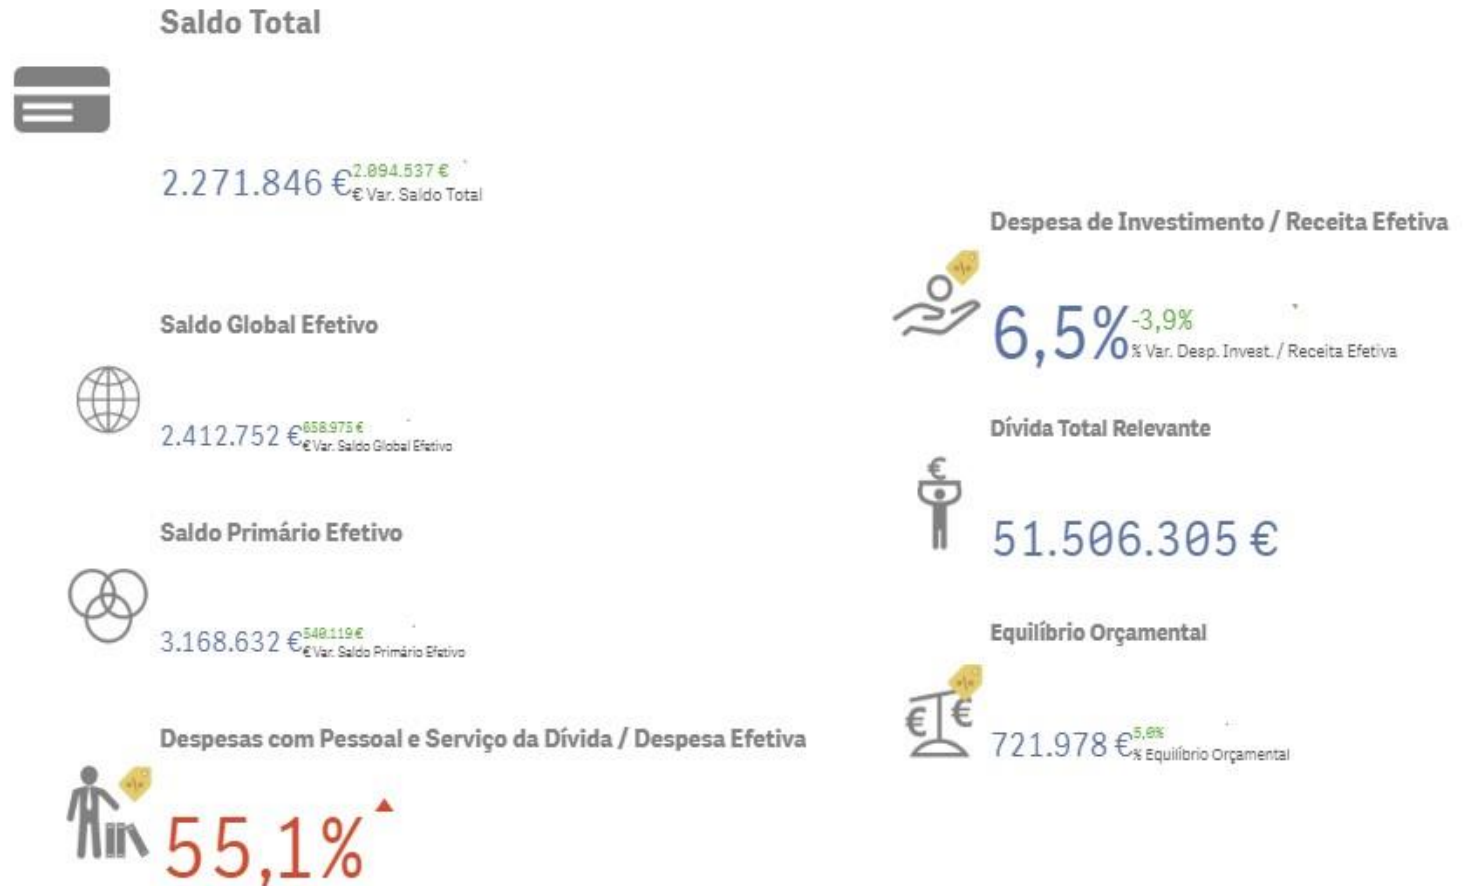 Saldo Total
2.271.846 €
2.094.537 €
€ Var. Saldo Total
Saldo Global Efetivo
2.412.752 €
658.975 €
€ Var. Saldo Global Efetivo
Saldo Primário Efetivo
3.168.632 €
540.119 €
€ Var. Saldo Primário Efetivo
Despesas com Pessoal e Serviço da Dívida / Despesa Efetiva
55,1%
Despesa de Investimento / Receita Efetiva
6,5%
-3,9%
% Var. Desp. Invest. / Receita Efetiva
Dívida Total Relevante
€
51.506.305 €
Equilíbrio Orçamental
€ €
721.978 €
5,0%
% Equilíbrio Orçamental